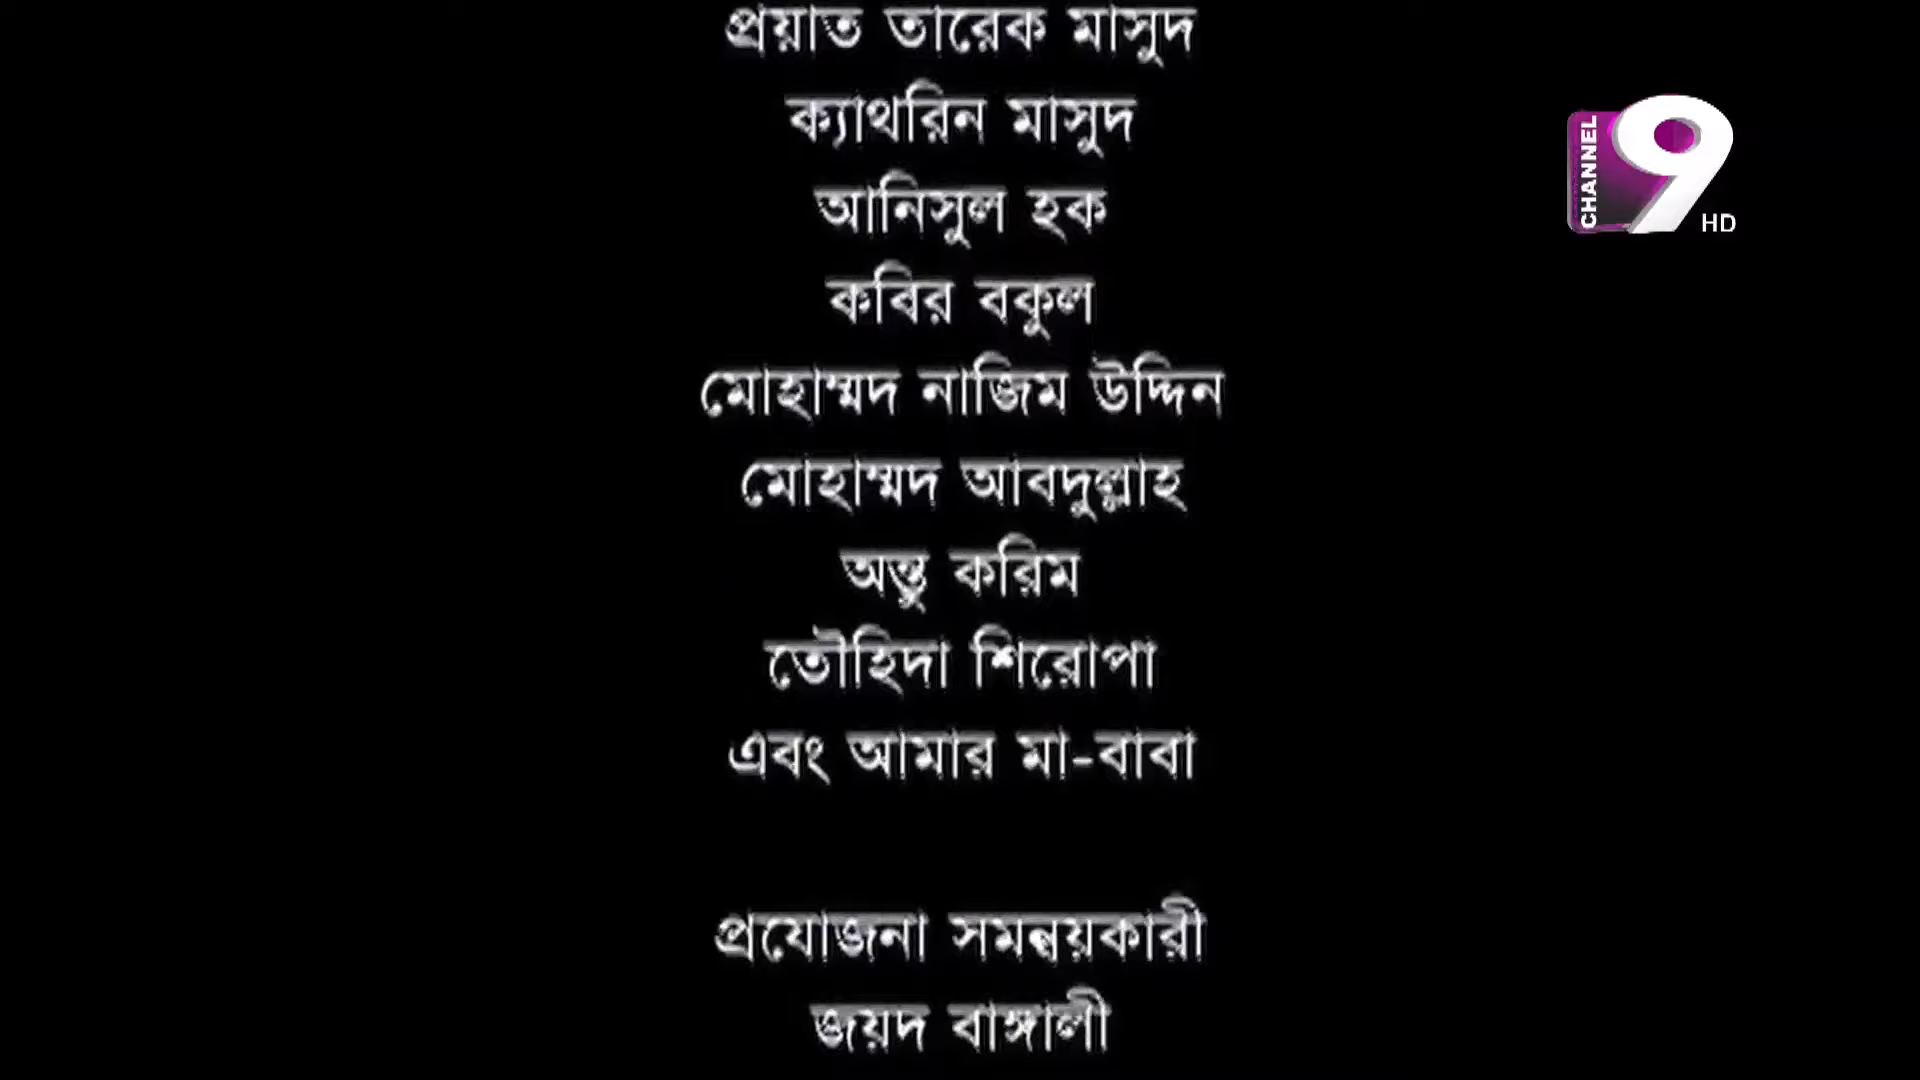 প্রয়াত তারেক মাসুদ
ক্যাথরিন মাসুদ
আনিসুল হক
কবির বকুল
মোহাম্মদ নাজিম উদ্দিন
মোহাম্মদ আবদুল্লাহ
অন্তু করিম
তৌহিদা শিরোপা
এবং আমার মা-বাবা
প্রযোজনা সমন্বয়কারী
জয়দ বাঙ্গালী
CHANNEL 9 HD